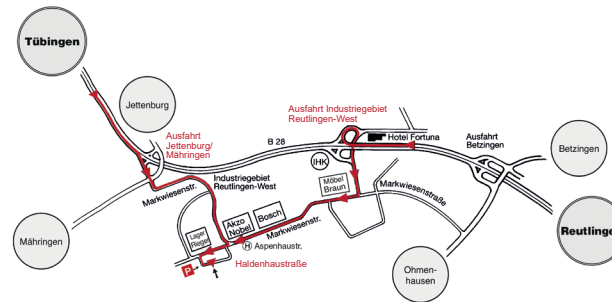 Tübingen
Jettenburg
Ausfahrt
Jettenburg/
Mähringen
Ausfahrt Industriegebiet
Reutlingen-West
B 28
Hotel Fortuna
Ausfahrt
Betzingen
Betzingen
IHK
Industriegebiet
Reutlingen-West
Markwiesenstr.
Möbel
Braun
Markwiesenstraße
Mähringen
Lager
Rieger
Akzo
Nobel
Bosch
Markwiesenstr.
H Aspenhaustr.
Haldenhaustraße
P
Ohmen-
hausen
Reutlinge